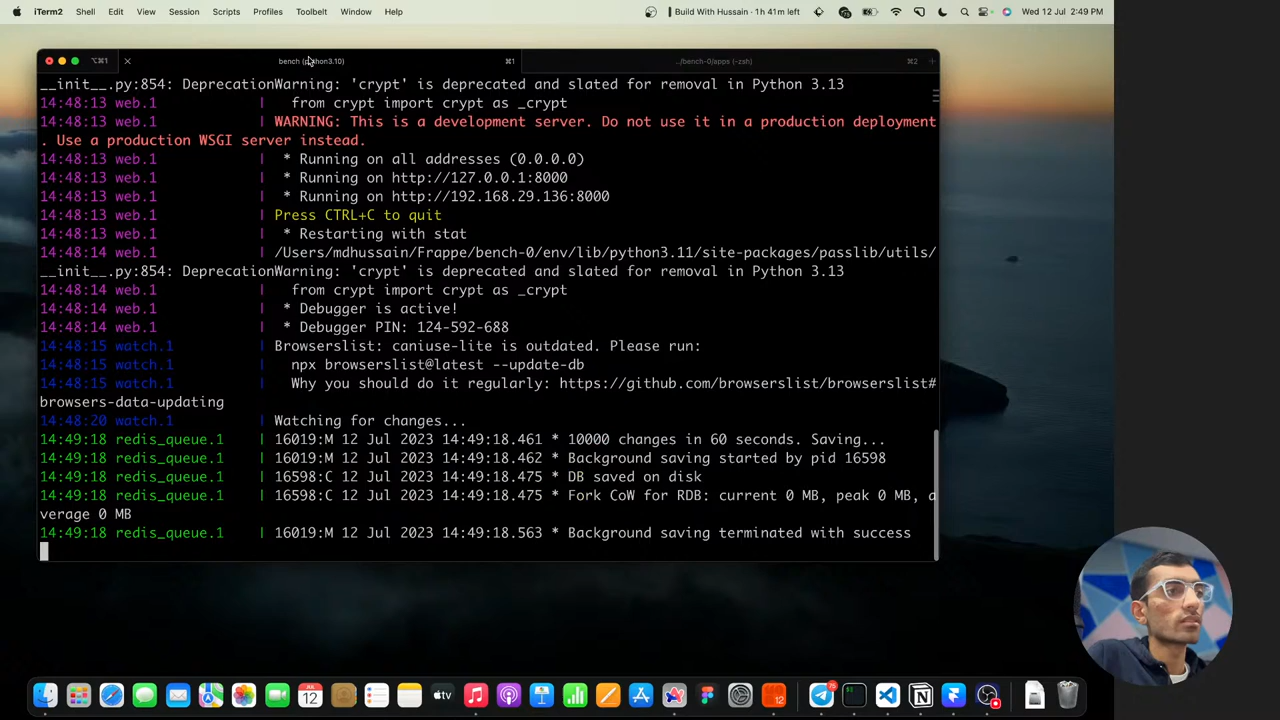 iTerm2 Shell Edit View Session Scripts Profiles Toolbelt Window Help Build With Hussain · 1h 41m left Wed 12 Jul 2:49 PM
⌥⌘1 bench (python3.10) ⌘1 ../bench-0/apps (-zsh) ⌘2
__init__.py:854: DeprecationWarning: 'crypt' is deprecated and slated for removal in Python 3.13
14:48:13 web.1 | from crypt import crypt as _crypt
14:48:13 web.1 | WARNING: This is a development server. Do not use it in a production deployment
. Use a production WSGI server instead.
14:48:13 web.1 | * Running on all addresses (0.0.0.0)
14:48:13 web.1 | * Running on http://127.0.0.1:8000
14:48:13 web.1 | * Running on http://192.168.29.136:8000
14:48:13 web.1 | Press CTRL+C to quit
14:48:13 web.1 | * Restarting with stat
14:48:14 web.1 | /Users/mdhussain/Frappe/bench-0/env/lib/python3.11/site-packages/passlib/utils/
__init__.py:854: DeprecationWarning: 'crypt' is deprecated and slated for removal in Python 3.13
14:48:14 web.1 | from crypt import crypt as _crypt
14:48:14 web.1 | * Debugger is active!
14:48:14 web.1 | * Debugger PIN: 124-592-688
14:48:15 watch.1 | Browserslist: caniuse-lite is outdated. Please run:
14:48:15 watch.1 | npx browserslist@latest --update-db
14:48:15 watch.1 | Why you should do it regularly: https://github.com/browserslist/browserslist#
browsers-data-updating
14:48:20 watch.1 | Watching for changes...
14:49:18 redis_queue.1 | 16019:M 12 Jul 2023 14:49:18.461 * 10000 changes in 60 seconds. Saving...
14:49:18 redis_queue.1 | 16019:M 12 Jul 2023 14:49:18.462 * Background saving started by pid 16598
14:49:18 redis_queue.1 | 16598:C 12 Jul 2023 14:49:18.475 * DB saved on disk
14:49:18 redis_queue.1 | 16598:C 12 Jul 2023 14:49:18.475 * Fork CoW for RDB: current 0 MB, peak 0 MB, a
verage 0 MB
14:49:18 redis_queue.1 | 16019:M 12 Jul 2023 14:49:18.563 * Background saving terminated with success